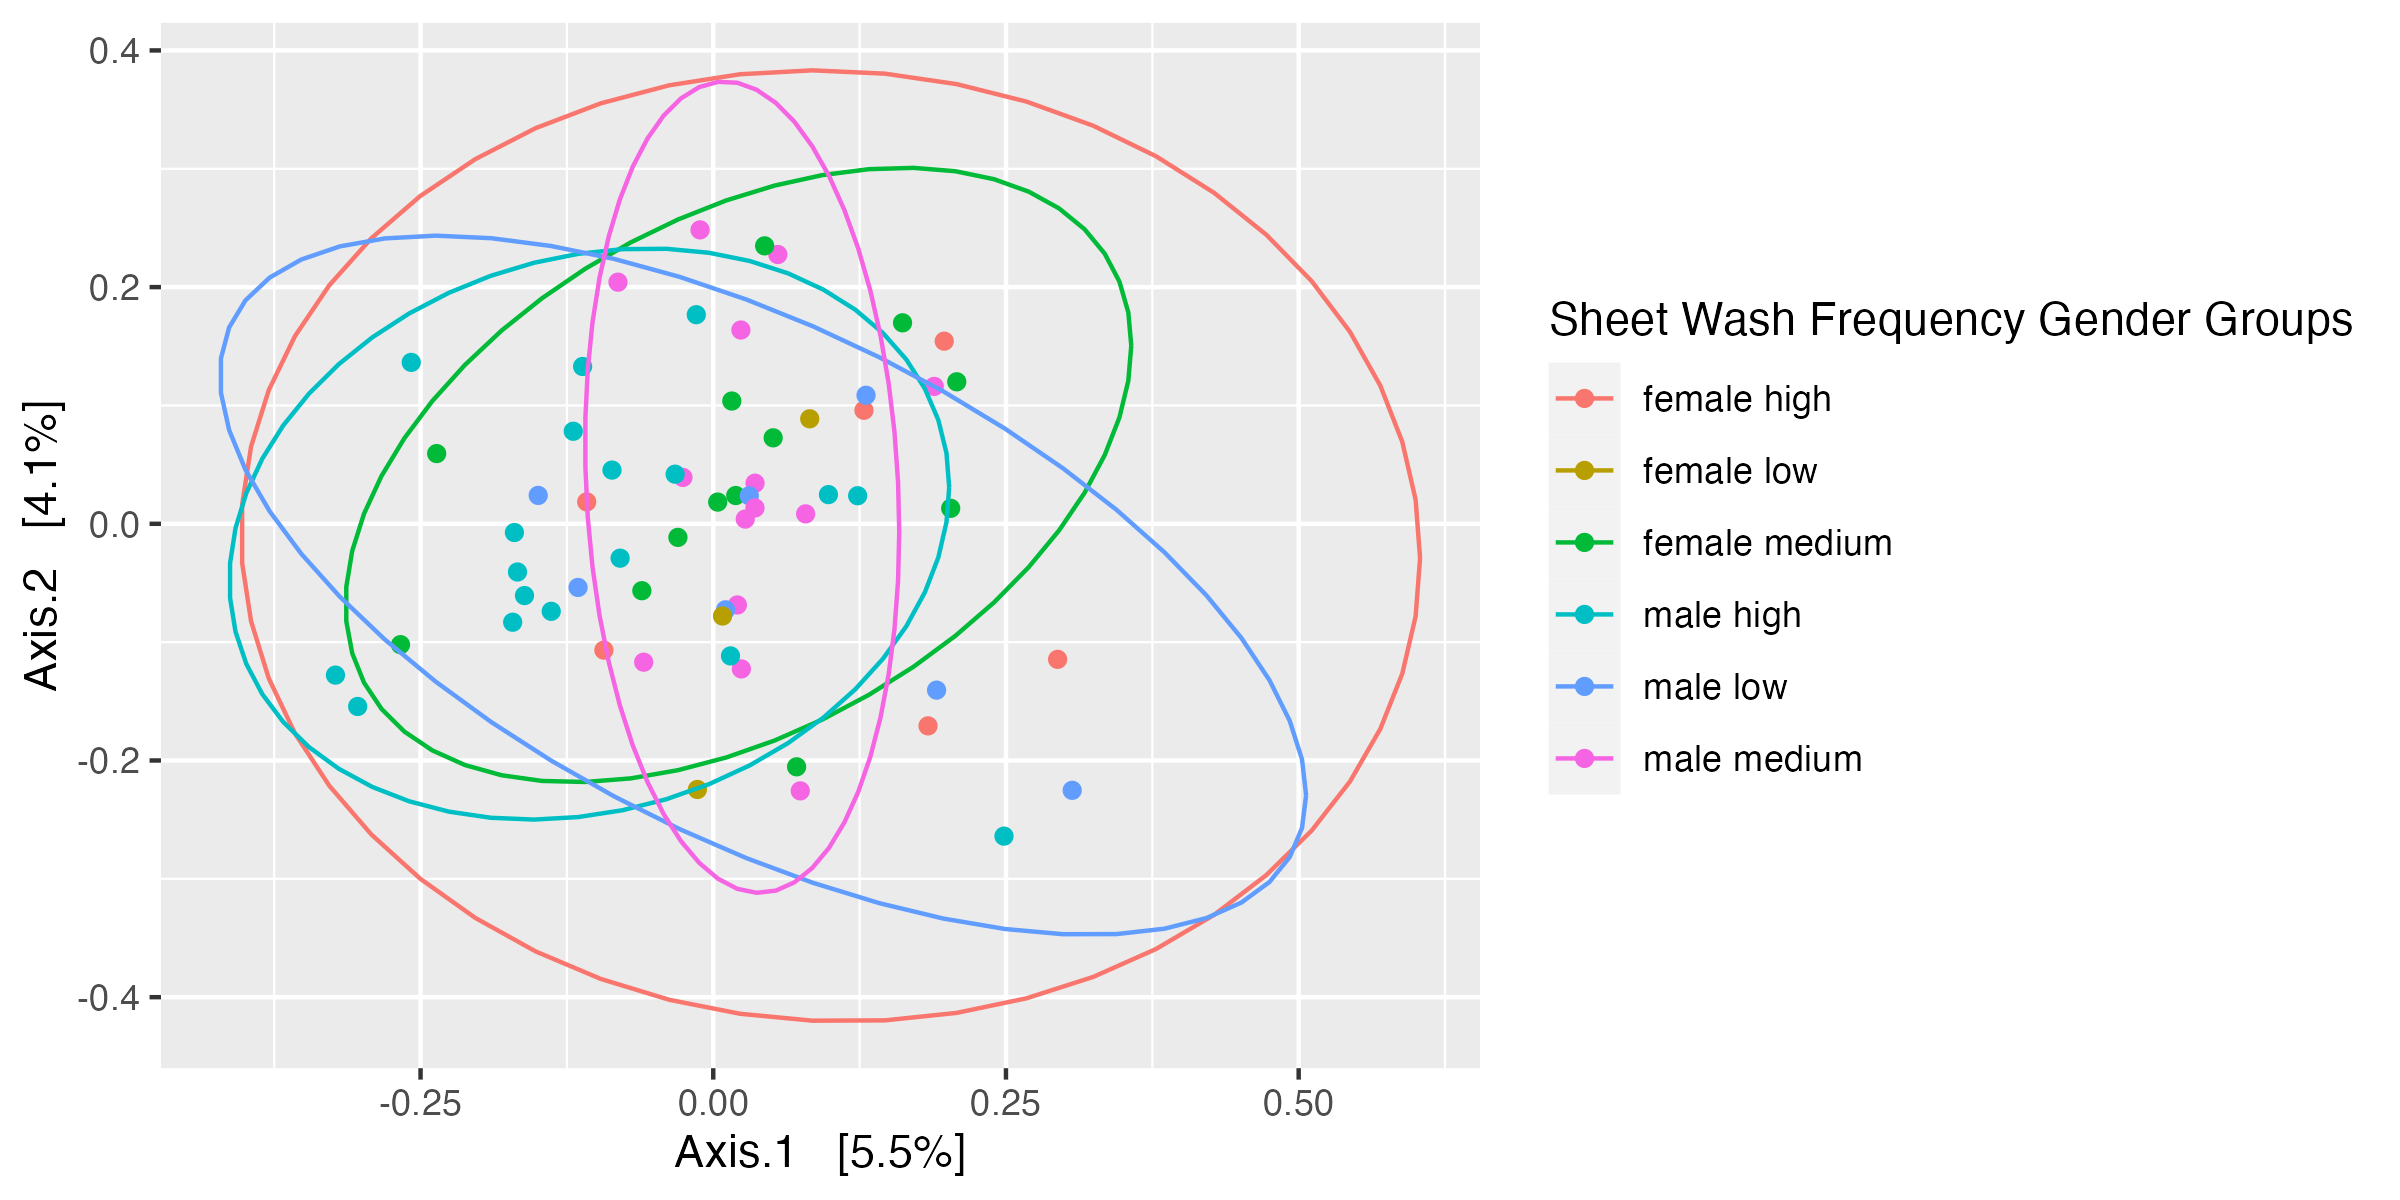 0.4
0.2
0.0
-0.2
-0.4
Axis.2 [4.1%]
-0.25 0.00 0.25 0.50
Axis.1 [5.5%]
Sheet Wash Frequency Gender Groups
female high
female low
female medium
male high
male low
male medium